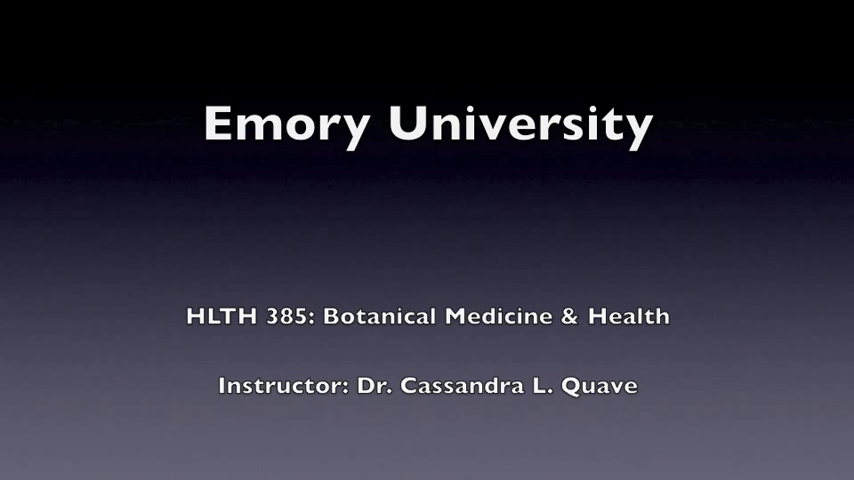 Emory University
HLTH 385: Botanical Medicine & Health
Instructor: Dr. Cassandra L. Quave